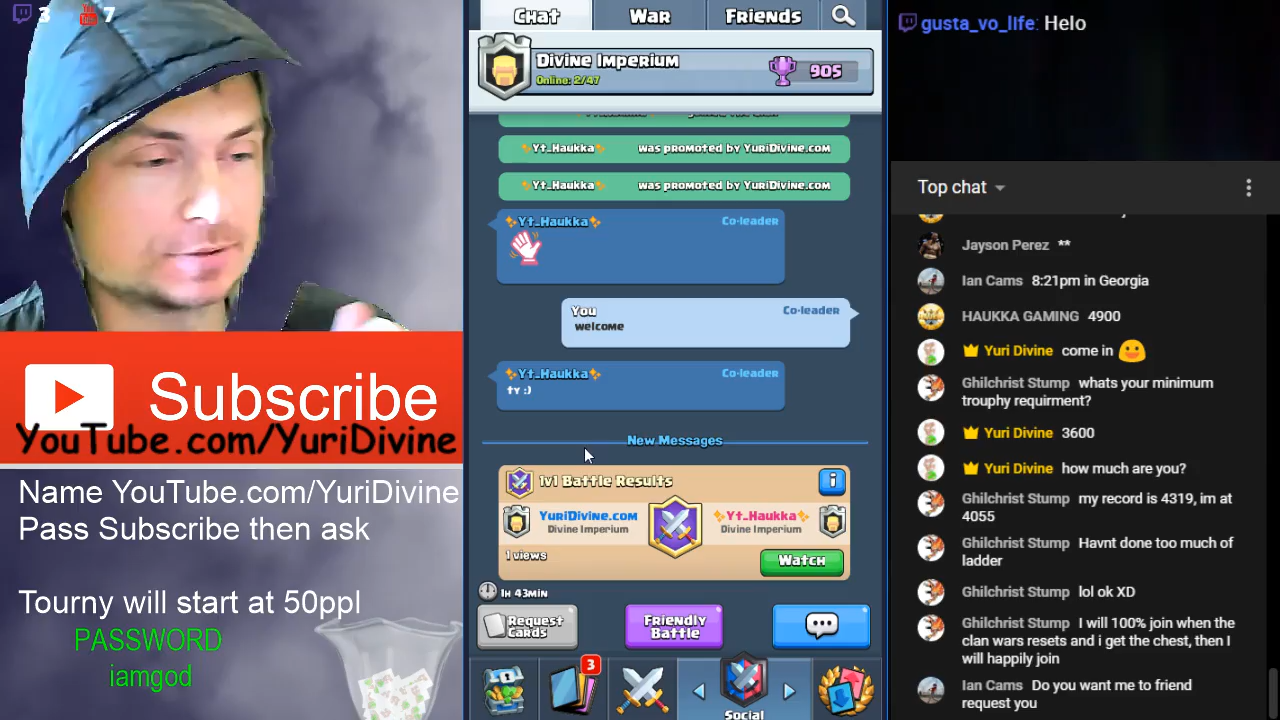 3 7
Chat War Friends
Divine Imperium
Online: 2/47
905
Yt_Haukka was promoted by YuriDivine.com
Yt_Haukka was promoted by YuriDivine.com
Yt_Haukka Co-leader
You Co-leader
welcome
Yt_Haukka Co-leader
ty :)
New Messages
1v1 Battle Results
i
YuriDivine.com Yt_Haukka
Divine Imperium Divine Imperium
1 views
Watch
1h 43min
Request
Cards
Friendly
Battle
3
Social
Subscribe
YouTube.com/YuriDivine
Name YouTube.com/YuriDivine
Pass Subscribe then ask
Tourny will start at 50ppl
PASSWORD
iamgod
gusta_vo_life: Helo
Top chat
Jayson Perez **
Ian Cams 8:21pm in Georgia
HAUKKA GAMING 4900
Yuri Divine come in
Ghilchrist Stump whats your minimum
trouphy requirment?
Yuri Divine 3600
Yuri Divine how much are you?
Ghilchrist Stump my record is 4319, im at
4055
Ghilchrist Stump Havnt done too much of
ladder
Ghilchrist Stump lol ok XD
Ghilchrist Stump I will 100% join when the
clan wars resets and i get the chest, then I
will happily join
Ian Cams Do you want me to friend
request you